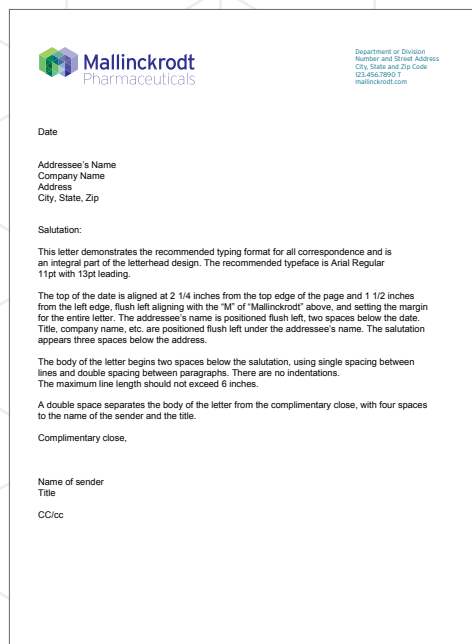 Mallinckrodt
Pharmaceuticals
Department or Division
Number and Street Address
City, State and Zip Code
123.456.7890 T
mallinckrodt.com
Date
Addressee's Name
Company Name
Address
City, State, Zip
Salutation:
This letter demonstrates the recommended typing format for all correspondence and is
an integral part of the letterhead design. The recommended typeface is Arial Regular
11pt with 13pt leading.
The top of the date is aligned at 2 1/4 inches from the top edge of the page and 1 1/2 inches
from the left edge, flush left aligning with the “M” of “Mallinckrodt” above, and setting the margin
for the entire letter. The addressee's name is positioned flush left, two spaces below the date.
Title, company name, etc. are positioned flush left under the addressee's name. The salutation
appears three spaces below the address.
The body of the letter begins two spaces below the salutation, using single spacing between
lines and double spacing between paragraphs. There are no indentations.
The maximum line length should not exceed 6 inches.
A double space separates the body of the letter from the complimentary close, with four spaces
to the name of the sender and the title.
Complimentary close,
Name of sender
Title
CC/cc